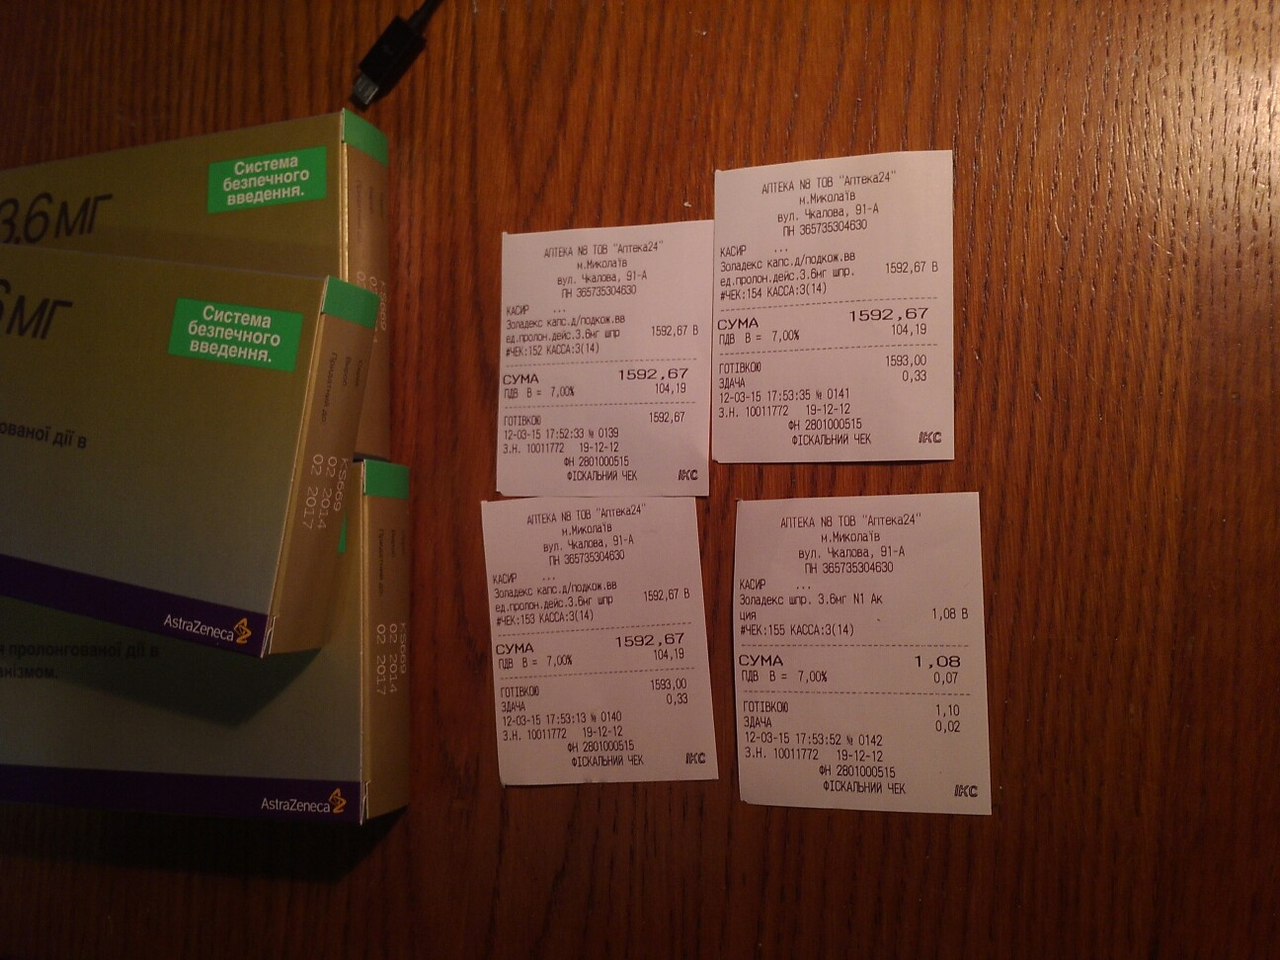 Система
безпечного
введення.
3.6 мг
Система
безпечного
введення.
мг
ованої дії в
KS669
02 2014
02 2017
AstraZeneca
KS669
02 2014
02 2017
я пролонгованої дії в
анізмом.
AstraZeneca
АПТЕКА N8 ТОВ "Аптека24"
м.Миколаїв
вул. Чкалова, 91-А
ПН 365735304630
КАСИР ...
Золадекс капс.д/подкож.вв
ед.пролон.дейс.3.6мг шпр 1592,67 В
#ЧЕК:152 КАССА:3(14)
СУМА 1592,67
ПДВ В = 7,00% 104,19
ГОТІВКОЮ 1592,67
12-03-15 17:52:33 № 0139
З.Н. 10011772 19-12-12
ФН 2801000515
ФІСКАЛЬНИЙ ЧЕК ІКС
АПТЕКА N8 ТОВ "Аптека24"
м.Миколаїв
вул. Чкалова, 91-А
ПН 365735304630
КАСИР ...
Золадекс капс.д/подкож.вв
ед.пролон.дейс.3.6мг шпр. 1592,67 В
#ЧЕК:154 КАССА:3(14)
СУМА 1592,67
ПДВ В = 7,00% 104,19
ГОТІВКОЮ 1593,00
ЗДАЧА 0,33
12-03-15 17:53:35 № 0141
З.Н. 10011772 19-12-12
ФН 2801000515
ФІСКАЛЬНИЙ ЧЕК ІКС
АПТЕКА N8 ТОВ "Аптека24"
м.Миколаїв
вул. Чкалова, 91-А
ПН 365735304630
КАСИР ...
Золадекс капс.д/подкож.вв
ед.пролон.дейс.3.6мг шпр 1592,67 В
#ЧЕК:153 КАССА:3(14)
СУМА 1592,67
ПДВ В = 7,00% 104,19
ГОТІВКОЮ 1593,00
ЗДАЧА 0,33
12-03-15 17:53:13 № 0140
З.Н. 10011772 19-12-12
ФН 2801000515
ФІСКАЛЬНИЙ ЧЕК ІКС
АПТЕКА N8 ТОВ "Аптека24"
м.Миколаїв
вул. Чкалова, 91-А
ПН 365735304630
КАСИР ...
Золадекс шпр. 3.6мг N1 Ак
ция 1,08 В
#ЧЕК:155 КАССА:3(14)
СУМА 1,08
ПДВ В = 7,00% 0,07
ГОТІВКОЮ 1,10
ЗДАЧА 0,02
12-03-15 17:53:52 № 0142
З.Н. 10011772 19-12-12
ФН 2801000515
ФІСКАЛЬНИЙ ЧЕК ІКС